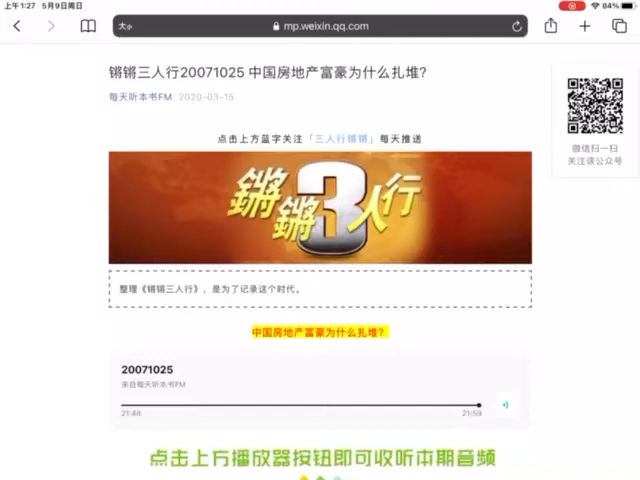 上午1:27 5月9日周日
84%
大小
mp.weixin.qq.com
锵锵三人行20071025 中国房地产富豪为什么扎堆?
每天听本书FM 2020-03-15
微信扫一扫
关注该公众号
点击上方蓝字关注「三人行锵锵」每天推送
鏘鏘3人行
整理《锵锵三人行》，是为了记录这个时代。
中国房地产富豪为什么扎堆?
20071025
来自每天听本书FM
21:48 21:59
点击上方播放器按钮即可收听本期音频